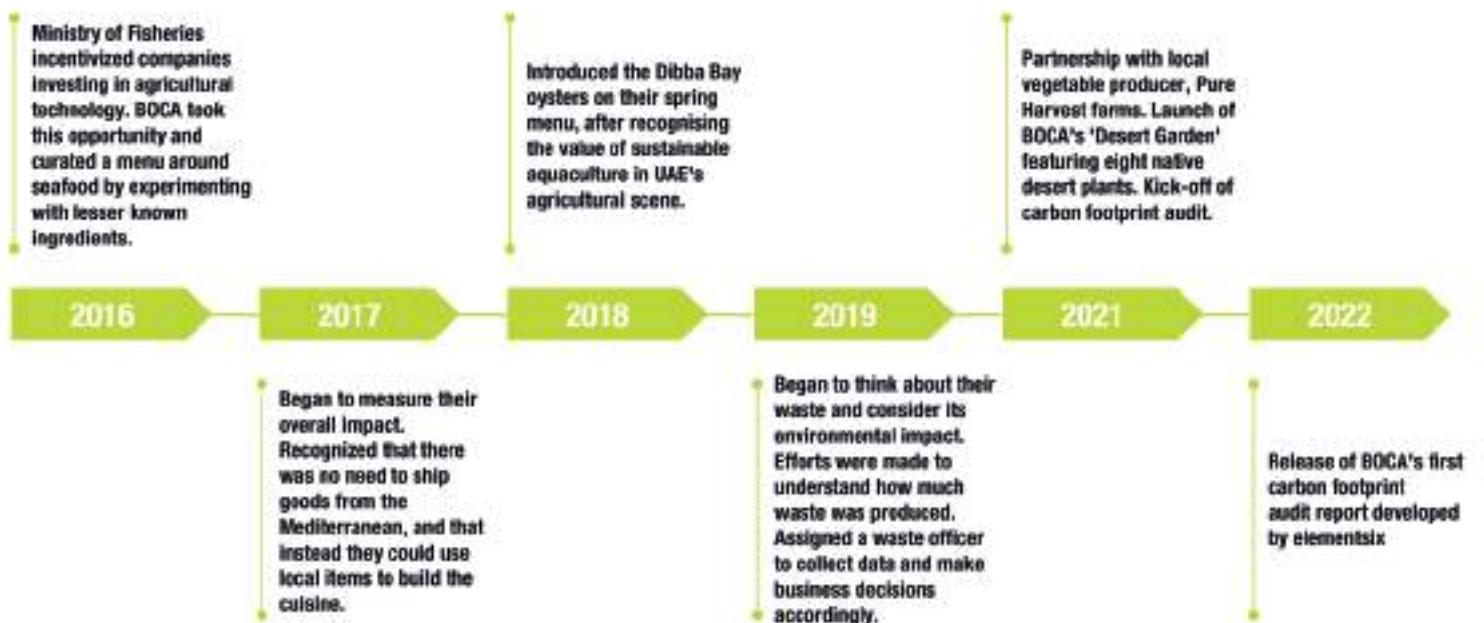 Ministry of Fisheries
incentivized companies
investing in agricultural
technology. BOCA took
this opportunity and
curated a menu around
seafood by experimenting
with lesser known
ingredients.
Introduced the Dibba Bay
oysters on their spring
menu, after recognising
the value of sustainable
aquaculture in UAE's
agricultural scene.
Partnership with local
vegetable producer, Pure
Harvest farms. Launch of
BOCA's 'Desert Garden'
featuring eight native
desert plants. Kick-off of
carbon footprint audit.
2016
2017
2018
2019
2021
2022
Began to measure their
overall impact.
Recognized that there
was no need to ship
goods from the
Mediterranean, and that
instead they could use
local items to build the
cuisine.
Began to think about their
waste and consider its
environmental impact.
Efforts were made to
understand how much
waste was produced.
Assigned a waste officer
to collect data and make
business decisions
accordingly.
Release of BOCA's first
carbon footprint
audit report developed
by elementsix